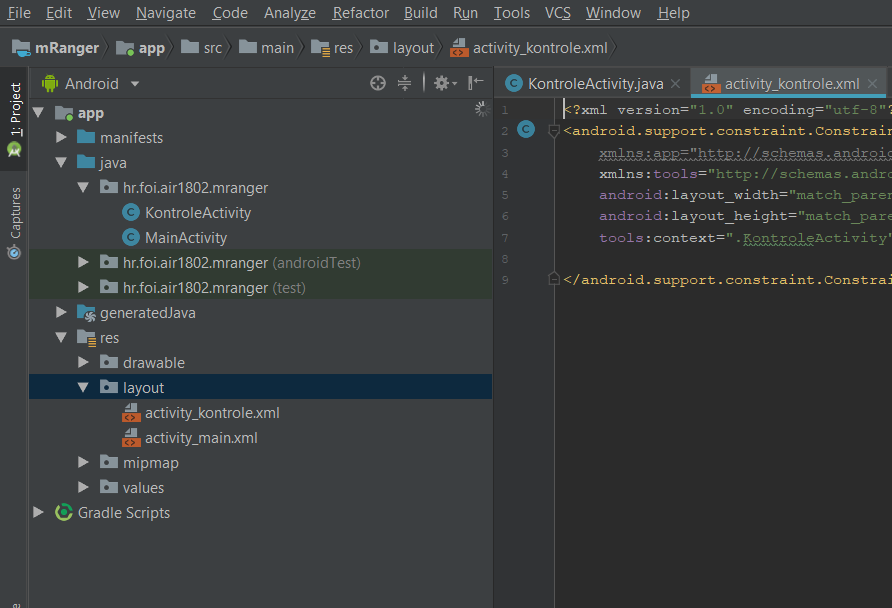 File Edit View Navigate Code Analyze Refactor Build Run Tools VCS Window Help
mRanger app src main res layout activity_kontrole.xml
1: Project
Captures
Android
app
manifests
java
hr.foi.air1802.mranger
KontroleActivity
MainActivity
hr.foi.air1802.mranger (androidTest)
hr.foi.air1802.mranger (test)
generatedJava
res
drawable
layout
activity_kontrole.xml
activity_main.xml
mipmap
values
Gradle Scripts
KontroleActivity.java activity_kontrole.xml
1 <?xml version="1.0" encoding="utf-8"?
2 <android.support.constraint.Constrain
3 xmlns:app="http://schemas.android
4 xmlns:tools="http://schemas.andro
5 android:layout_width="match_paren
6 android:layout_height="match_pare
7 tools:context=".KontroleActivity"
8
9 </android.support.constraint.Constrai